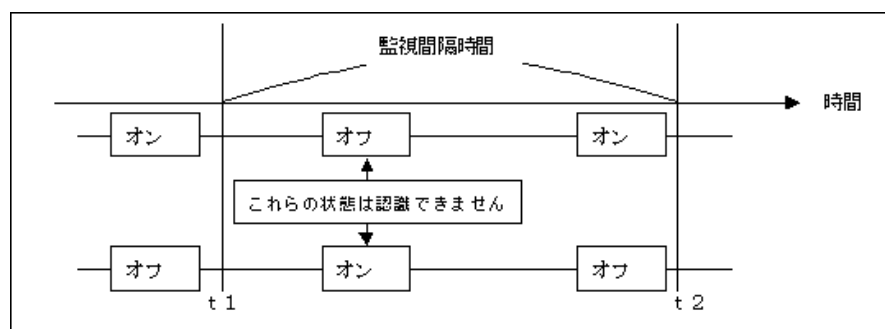 監視間隔時間
時間
オン オフ オン
これらの状態は認識できません
オフ オン オフ
ｔ１ ｔ２